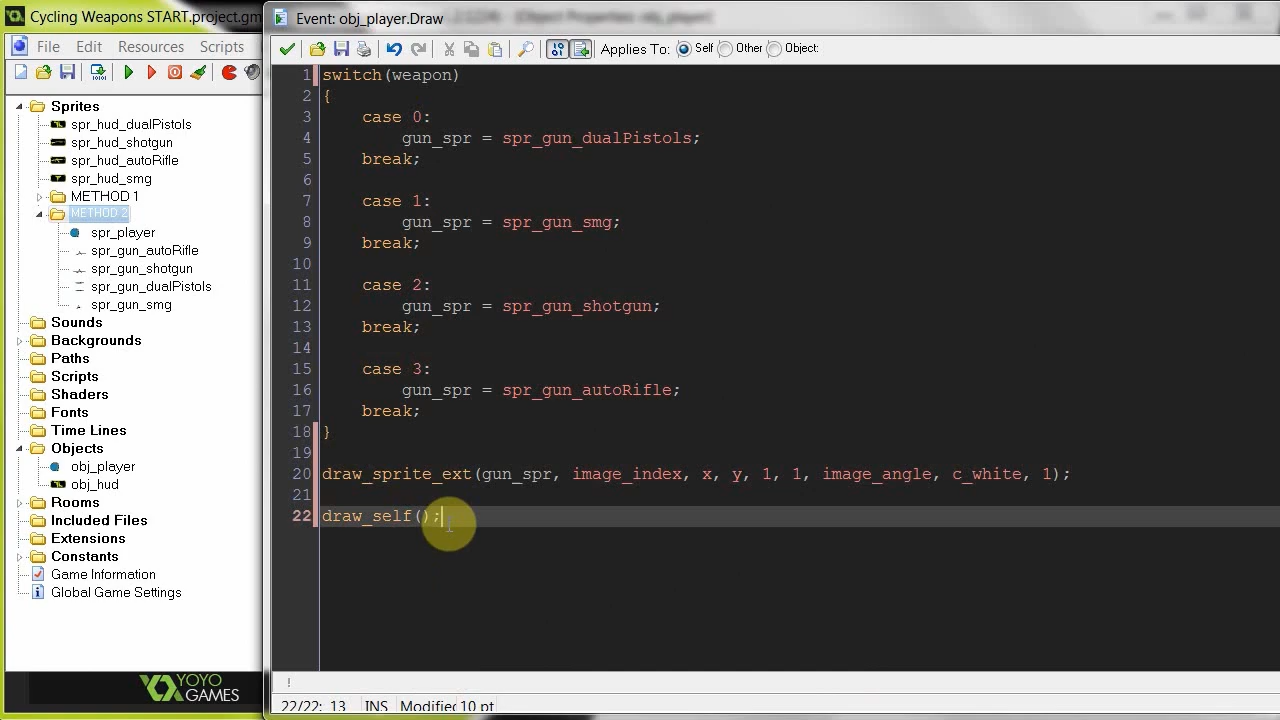 Cycling Weapons START.project.gm
File Edit Resources Scripts
Sprites
spr_hud_dualPistols
spr_hud_shotgun
spr_hud_autoRifle
spr_hud_smg
METHOD 1
METHOD 2
spr_player
spr_gun_autoRifle
spr_gun_shotgun
spr_gun_dualPistols
spr_gun_smg
Sounds
Backgrounds
Paths
Scripts
Shaders
Fonts
Time Lines
Objects
obj_player
obj_hud
Rooms
Included Files
Extensions
Constants
Game Information
Global Game Settings
YOYO
GAMES
Event: obj_player.Draw
Applies To: Self Other Object:
1 switch(weapon)
2 {
3 case 0:
4 gun_spr = spr_gun_dualPistols;
5 break;
6
7 case 1:
8 gun_spr = spr_gun_smg;
9 break;
10
11 case 2:
12 gun_spr = spr_gun_shotgun;
13 break;
14
15 case 3:
16 gun_spr = spr_gun_autoRifle;
17 break;
18 }
19
20 draw_sprite_ext(gun_spr, image_index, x, y, 1, 1, image_angle, c_white, 1);
21
22 draw_self();
!
22/22: 13 INS Modified 10 pt